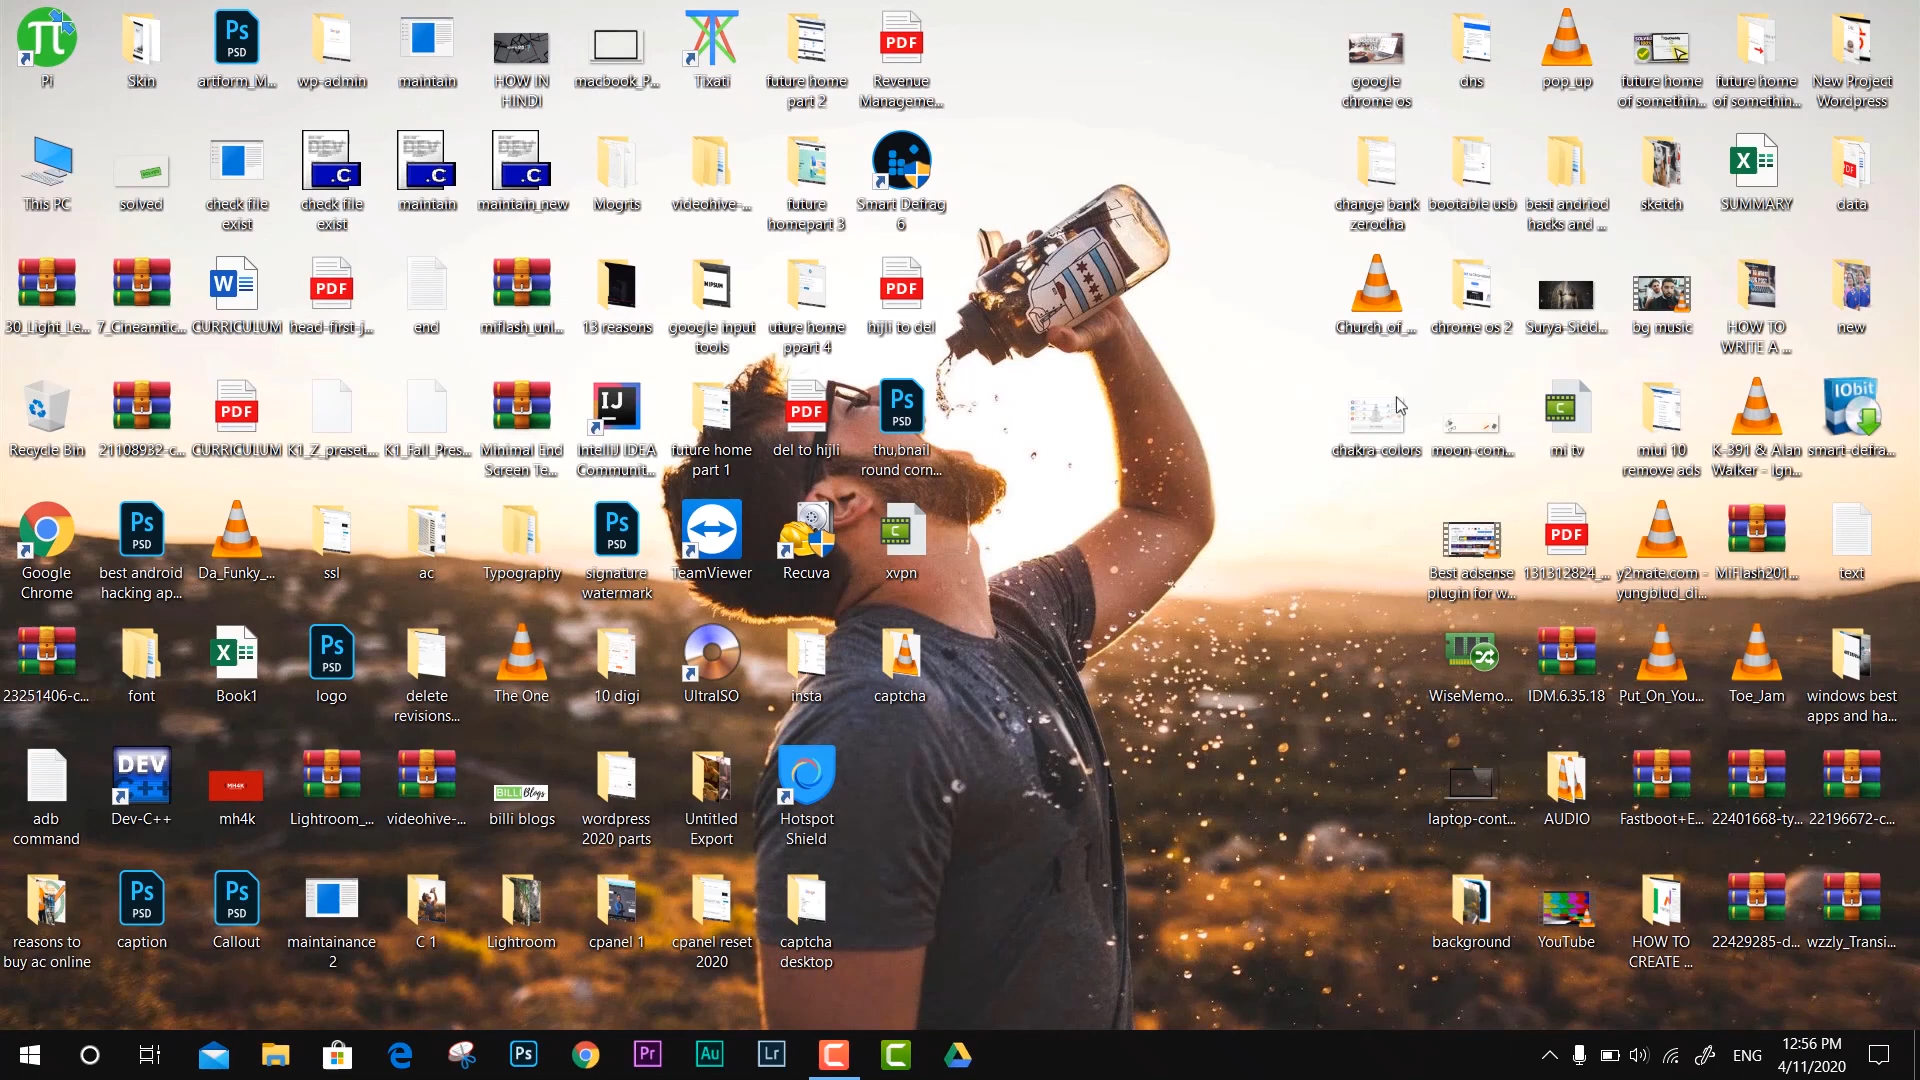 Pi
Skin
artform_M...
wp-admin
maintain
HOW IN
HINDI
macbook_P...
Tixati
future home
part 2
Revenue
Manageme...
google
chrome os
dns
pop_up
future home
of somethin...
future home
of somethin...
New Project
Wordpress
This PC
solved
check file
exist
check file
exist
maintain
maintain_new
Mogrts
videohive-...
future
homepart 3
Smart Defrag
6
change bank
zerodha
bootable usb
best andriod
hacks and ...
sketch
SUMMARY
data
30_Light_Le...
7_Cineamtic...
CURRICULUM
head-first-j...
end
miflash_unl...
13 reasons
google input
tools
uture home
ppart 4
hijli to del
Church_of_...
chrome os 2
Surya-Sidd...
bg music
HOW TO
WRITE A ...
new
Recycle Bin
21108932-c...
CURRICULUM
K1_Z_preset...
K1_Fall_Pres...
Minimal End
Screen Te...
IntelliJ IDEA
Communit...
future home
part 1
del to hijli
thu,bnail
round corn...
chakra-colors
moon-com...
mi tv
miui 10
remove ads
K-391 & Alan
Walker - Ign...
smart-defra...
Google
Chrome
best android
hacking ap...
Da_Funky_...
ssl
ac
Typography
signature
watermark
TeamViewer
Recuva
xvpn
Best adsense
plugin for w...
131312824_...
y2mate.com -
yungblud_di...
MiFlash201...
text
23251406-c...
font
Book1
logo
delete
revisions...
The One
10 digi
UltraISO
insta
captcha
WiseMemo...
IDM.6.35.18
Put_On_You...
Toe_Jam
windows best
apps and ha...
adb
command
Dev-C++
mh4k
Lightroom_...
videohive-...
billi blogs
wordpress
2020 parts
Untitled
Export
Hotspot
Shield
laptop-cont...
AUDIO
Fastboot+E...
22401668-ty...
22196672-c...
reasons to
buy ac online
caption
Callout
maintainance
2
C 1
Lightroom
cpanel 1
cpanel reset
2020
captcha
desktop
background
YouTube
HOW TO
CREATE ...
22429285-d...
wzzly_Transi...
ENG
12:56 PM
4/11/2020